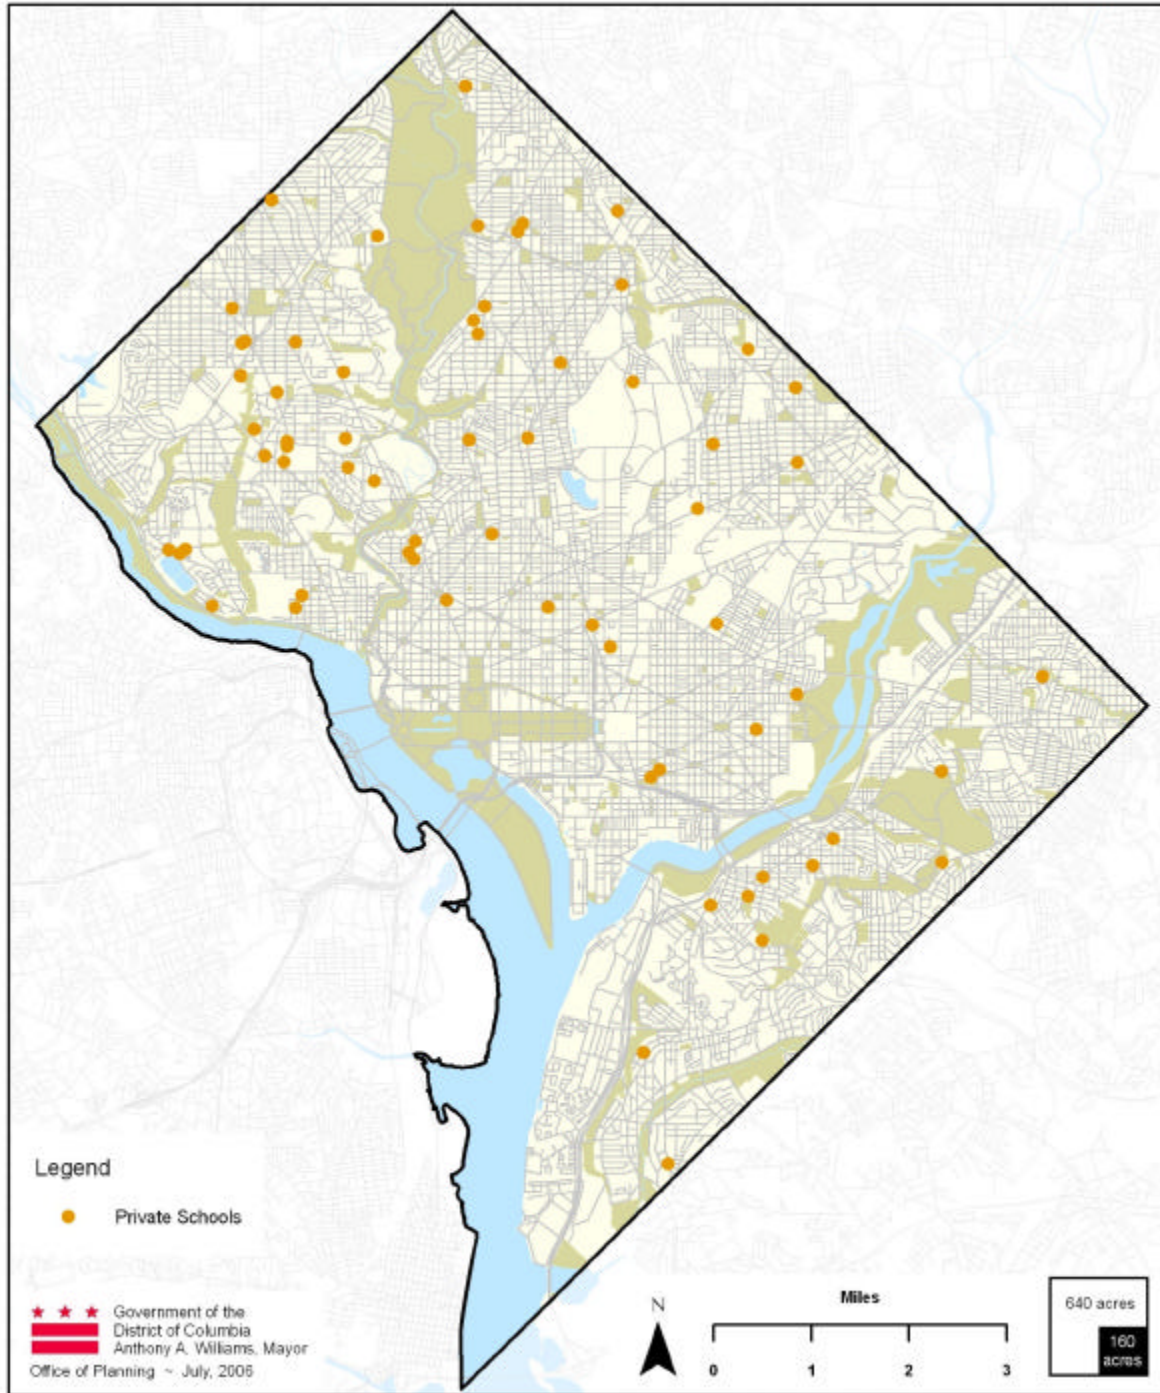 Legend
Private Schools
Government of the
District of Columbia
Anthony A. Williams, Mayor
Office of Planning ~ July, 2006
N
Miles
0 1 2 3
640 acres
160
acres